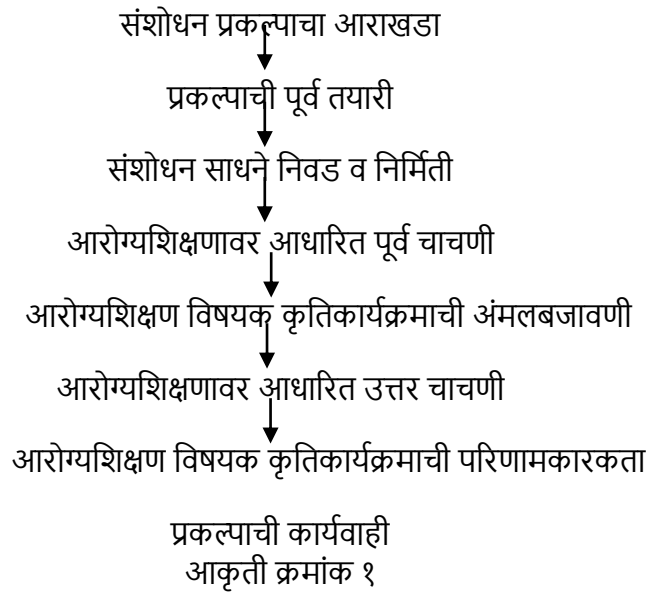 संशोधन प्रकल्पाचा आराखडा
प्रकल्पाची पूर्व तयारी
संशोधन साधने निवड व निर्मिती
आरोग्यशिक्षणावर आधारित पूर्व चाचणी
आरोग्यशिक्षण विषयक कृतिकार्यक्रमाची अंमलबजावणी
आरोग्यशिक्षणावर आधारित उत्तर चाचणी
आरोग्यशिक्षण विषयक कृतिकार्यक्रमाची परिणामकारकता
प्रकल्पाची कार्यवाही
आकृती क्रमांक १